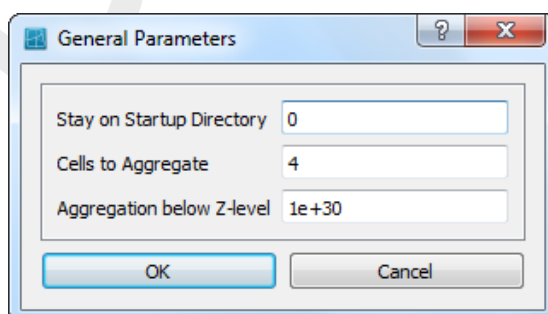 General Parameters
Stay on Startup Directory 0
Cells to Aggregate 4
Aggregation below Z-level 1e+30
OK Cancel